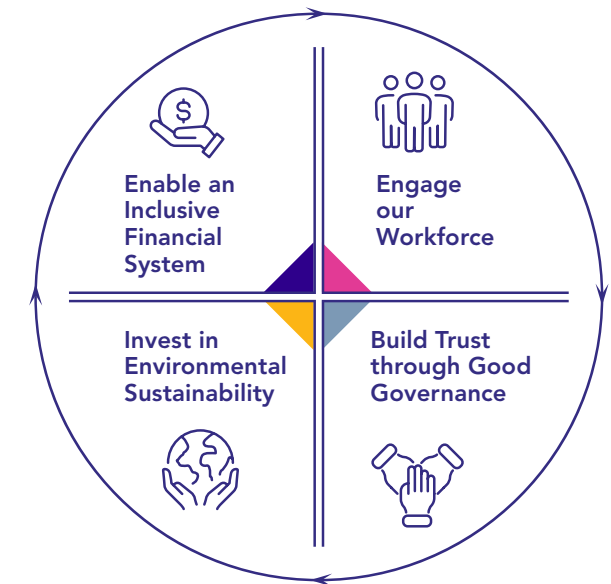 $
Enable an
Inclusive
Financial
System
Engage
our
Workforce
Invest in
Environmental
Sustainability
Build Trust
through Good
Governance